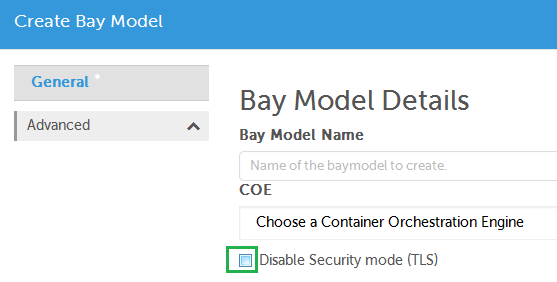 Create Bay Model
General *
Advanced
Bay Model Details
Bay Model Name
Name of the baymodel to create.
COE
Choose a Container Orchestration Engine
Disable Security mode (TLS)